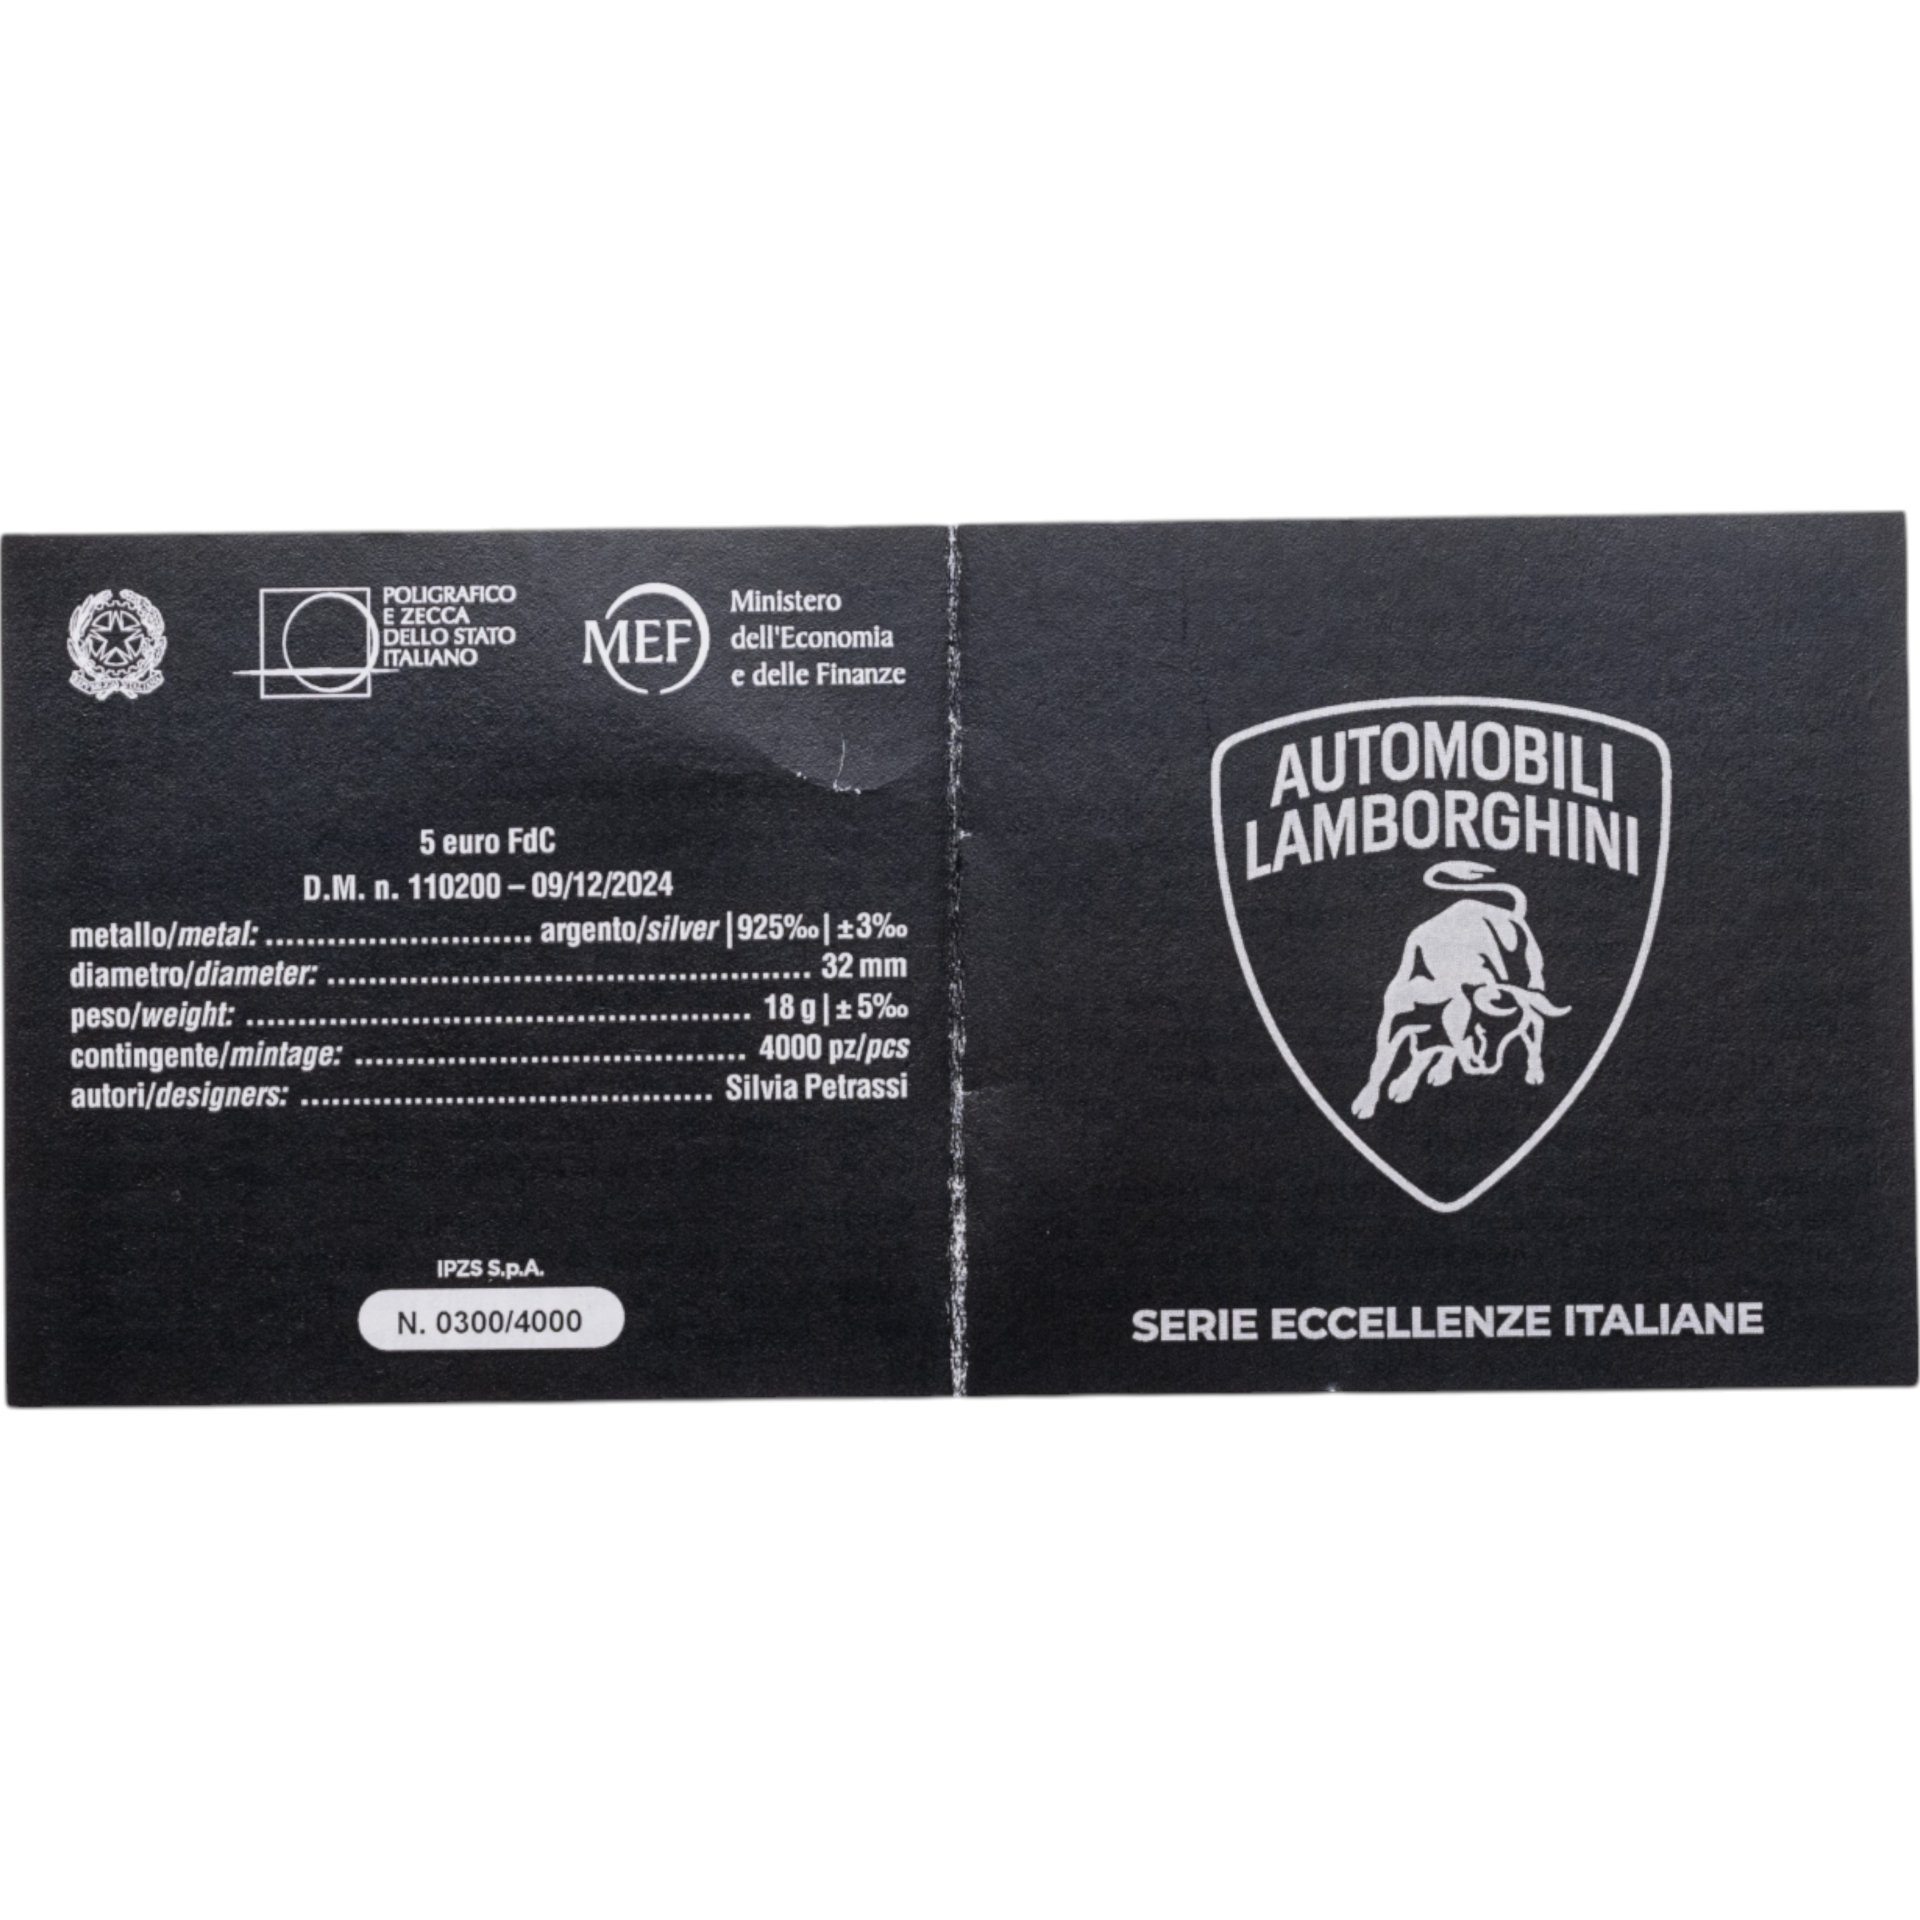 POLIGRAFICO
E ZECCA
DELLO STATO
ITALIANO
MEF
Ministero
dell'Economia
e delle Finanze
5 euro FdC
D.M. n. 110200 – 09/12/2024
metallo/metal: .......................... argento/silver |925‰| ±3‰
diametro/diameter: ............................................... 32 mm
peso/weight: ................................................. 18 g | ± 5‰
contingente/mintage: ...................................... 4000 pz/pcs
autori/designers: ........................................ Silvia Petrassi
IPZS S.p.A.
N. 0300/4000
AUTOMOBILI
LAMBORGHINI
SERIE ECCELLENZE ITALIANE